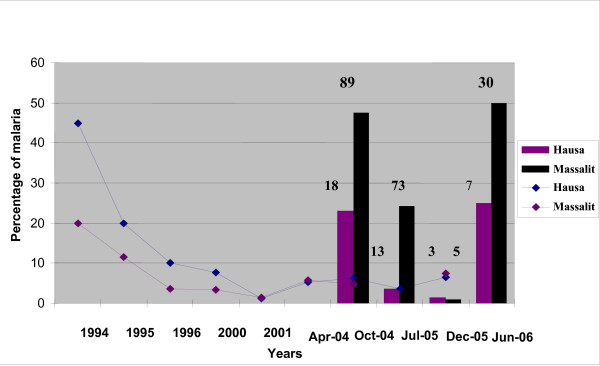 60
50
40
30
20
10
0
Percentage of malaria
89
30
18
73
7
13
3
5
1994
1995
1996
2000
2001
Apr-04
Oct-04
Jul-05
Dec-05
Jun-06
Years
Hausa
Massalit
Hausa
Massalit